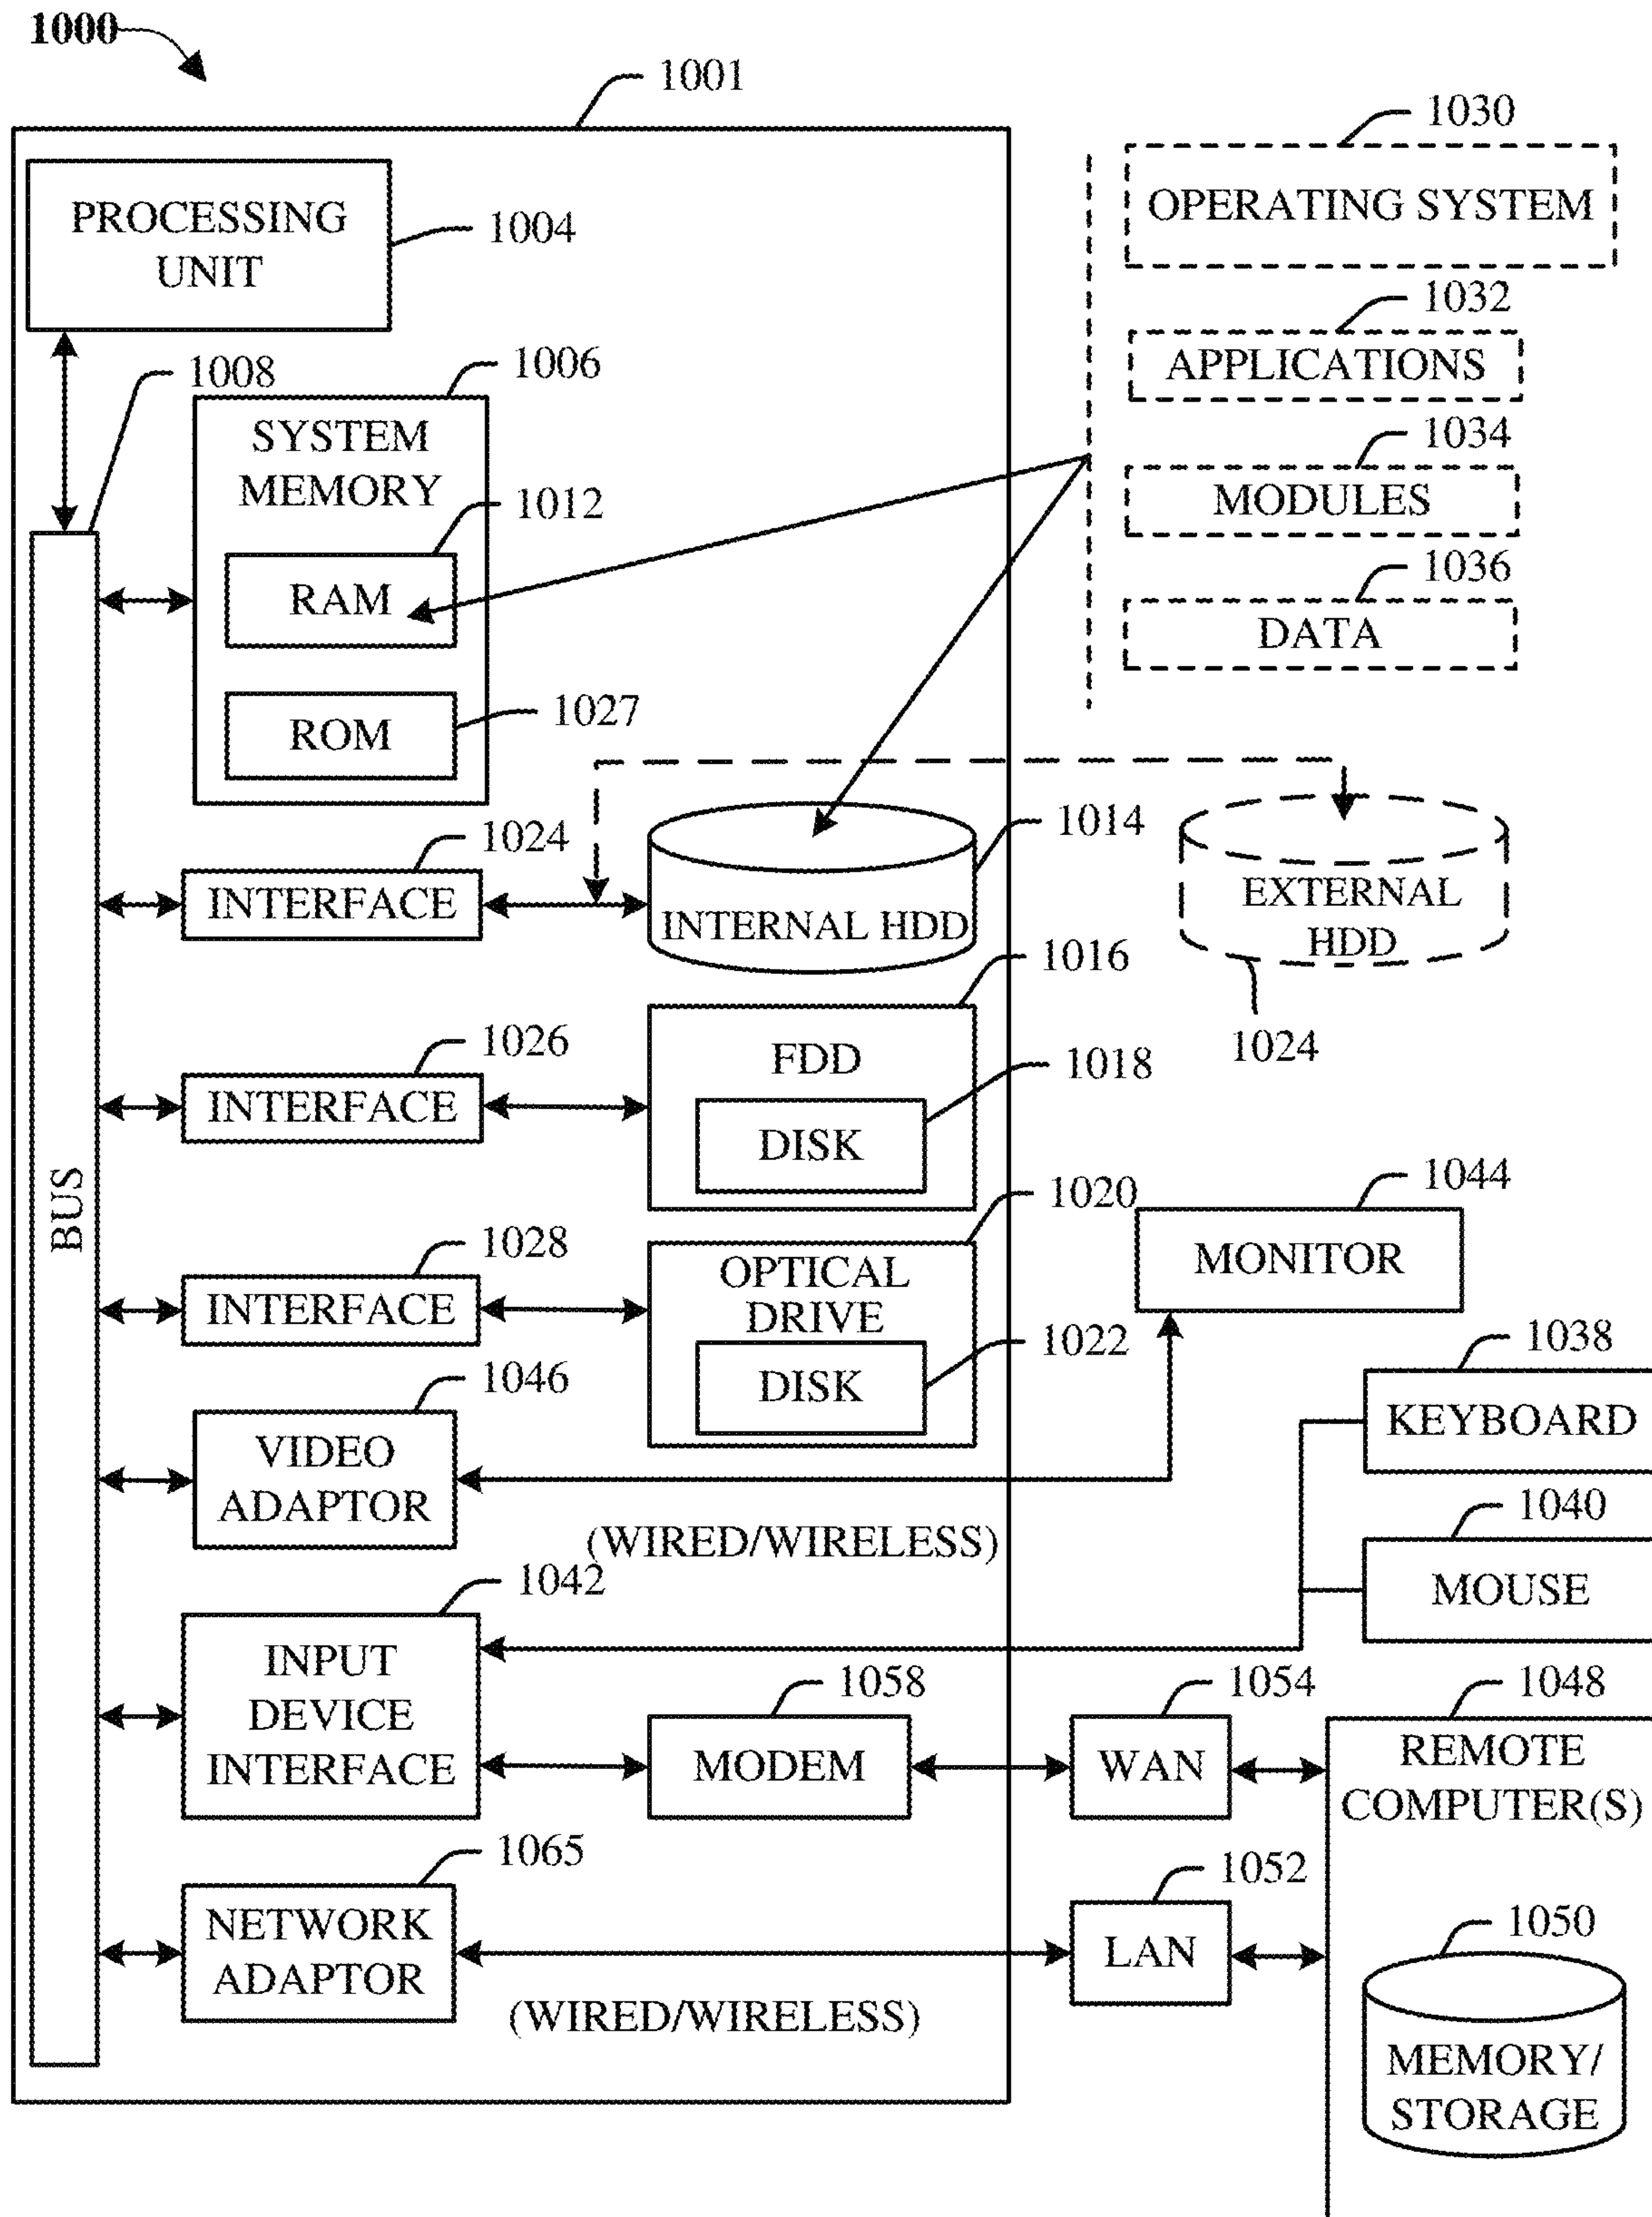 1000
1001
1030
OPERATING SYSTEM
PROCESSING
UNIT
1004
1032
APPLICATIONS
1008
1006
SYSTEM
MEMORY
1034
MODULES
1012
RAM
1036
DATA
1027
ROM
1024
INTERFACE
1014
INTERNAL HDD
EXTERNAL
HDD
1024
1016
FDD
1026
INTERFACE
1018
DISK
BUS
1020
OPTICAL
DRIVE
1028
INTERFACE
1022
DISK
1044
MONITOR
1046
VIDEO
ADAPTOR
1038
KEYBOARD
(WIRED/WIRELESS)
1040
MOUSE
1042
INPUT
DEVICE
INTERFACE
1058
MODEM
1054
WAN
1048
REMOTE
COMPUTER(S)
1065
NETWORK
ADAPTOR
1052
LAN
(WIRED/WIRELESS)
1050
MEMORY/
STORAGE